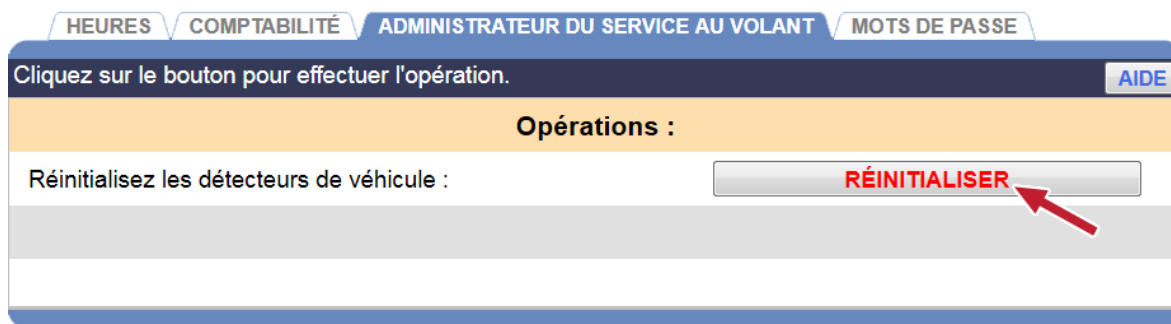 HEURES COMPTABILITÉ ADMINISTRATEUR DU SERVICE AU VOLANT MOTS DE PASSE
Cliquez sur le bouton pour effectuer l'opération. AIDE
Opérations :
Réinitialisez les détecteurs de véhicule : RÉINITIALISER